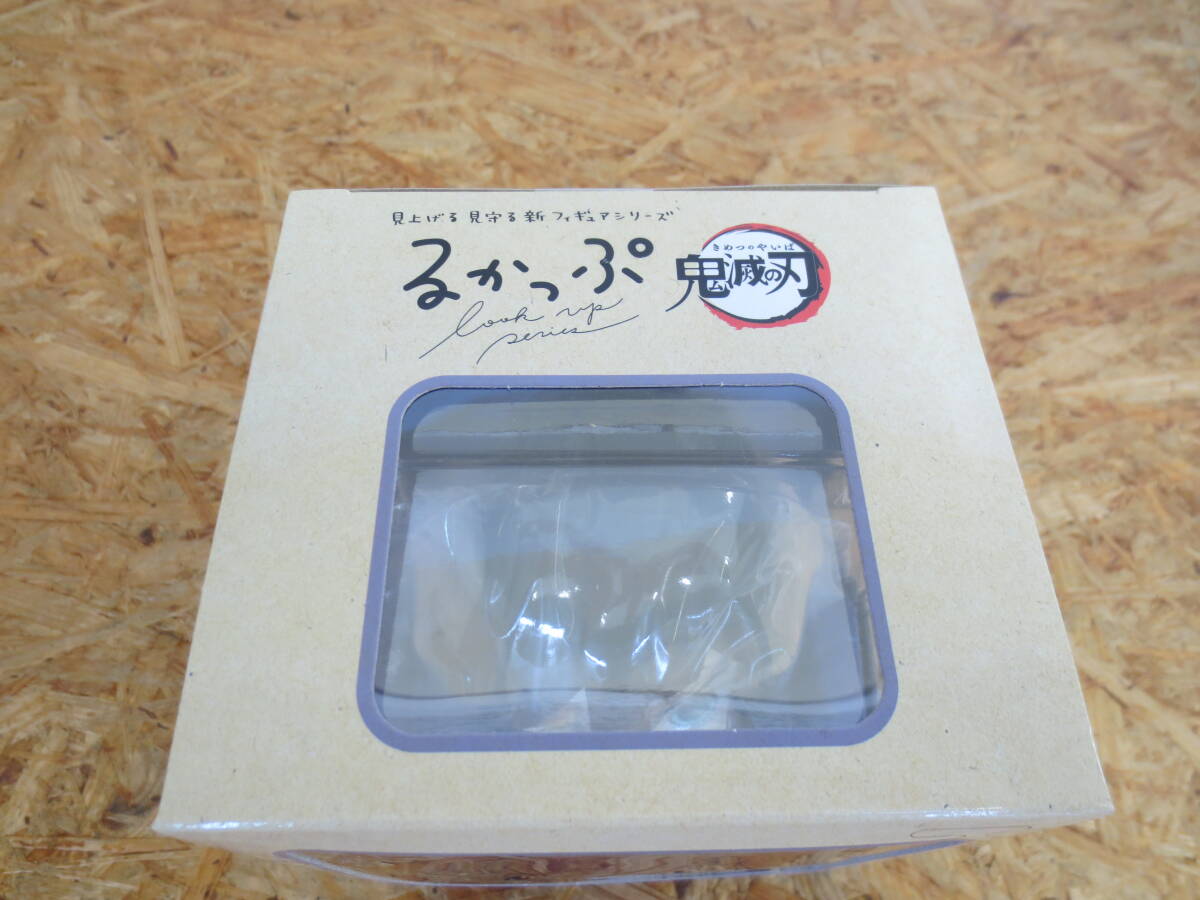 見上げる 見守る 新フィギュアシリーズ
るかっぷ
look up
series
きめつのやいば
鬼滅の刃